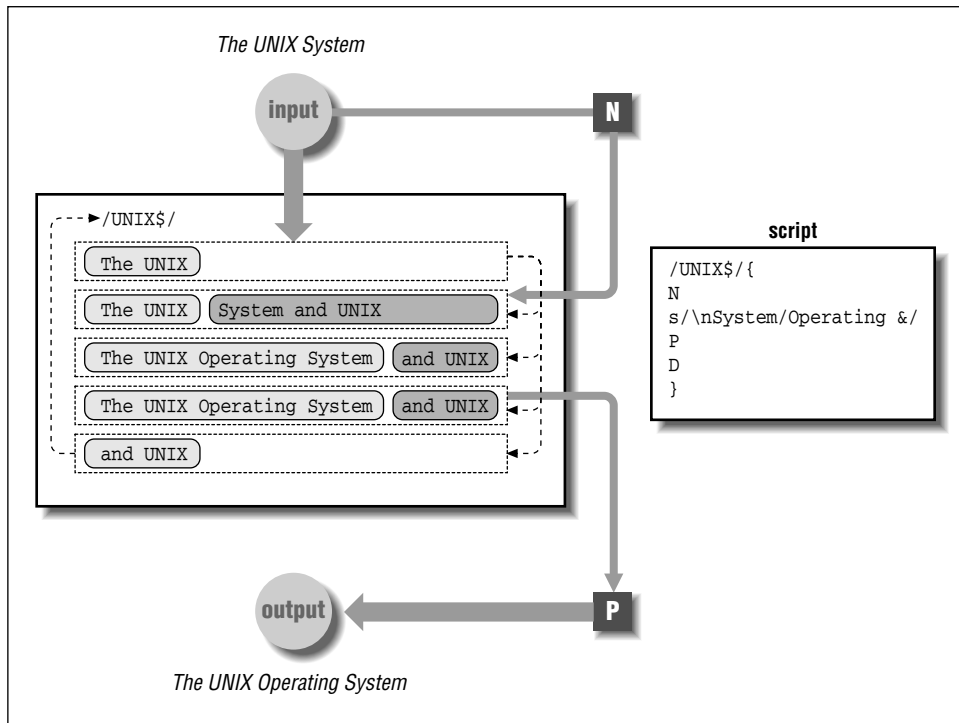 The UNIX System
input
N
/UNIX$/
The UNIX
The UNIX System and UNIX
The UNIX Operating System and UNIX
The UNIX Operating System and UNIX
and UNIX
script
/UNIX$/{
N
s/\nSystem/Operating &/
P
D
}
output
P
The UNIX Operating System